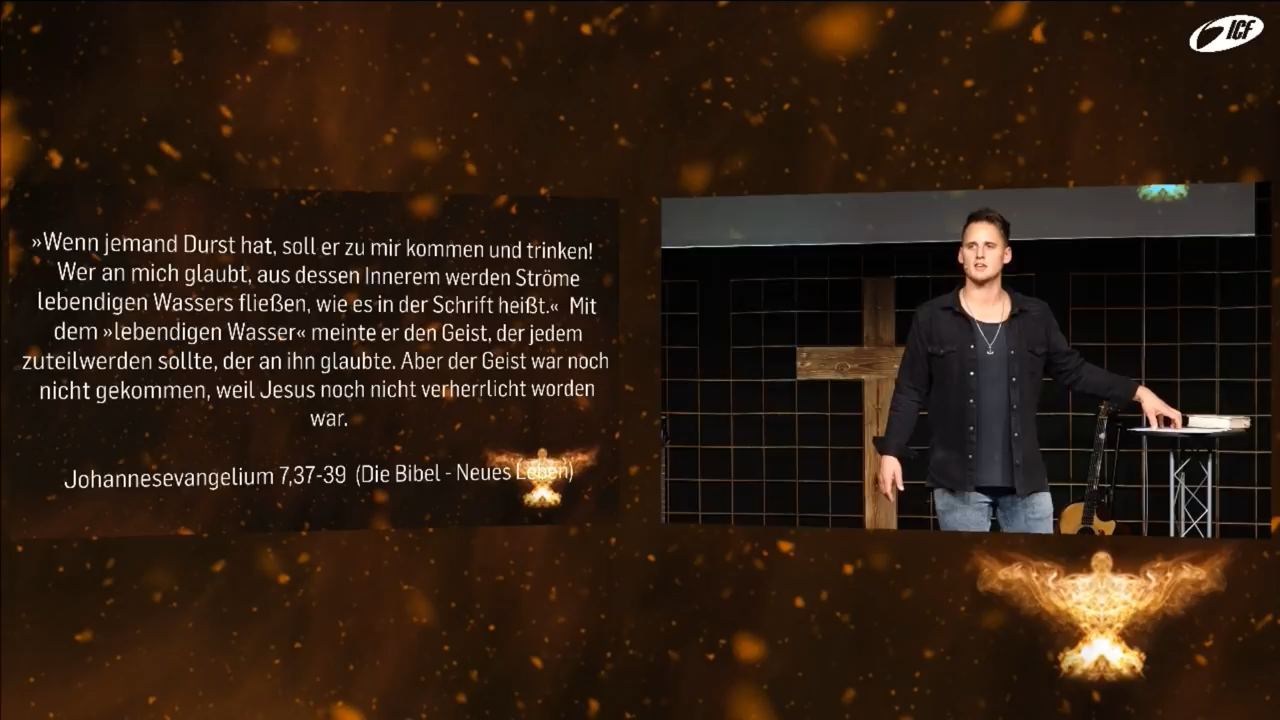 »Wenn jemand Durst hat, soll er zu mir kommen und trinken!
Wer an mich glaubt, aus dessen Innerem werden Ströme
lebendigen Wassers fließen, wie es in der Schrift heißt.« Mit
dem »lebendigen Wasser« meinte er den Geist, der jedem
zuteilwerden sollte, der an ihn glaubte. Aber der Geist war noch
nicht gekommen, weil Jesus noch nicht verherrlicht worden
war.
Johannesevangelium 7,37-39 (Die Bibel - Neues Leben)
ICF